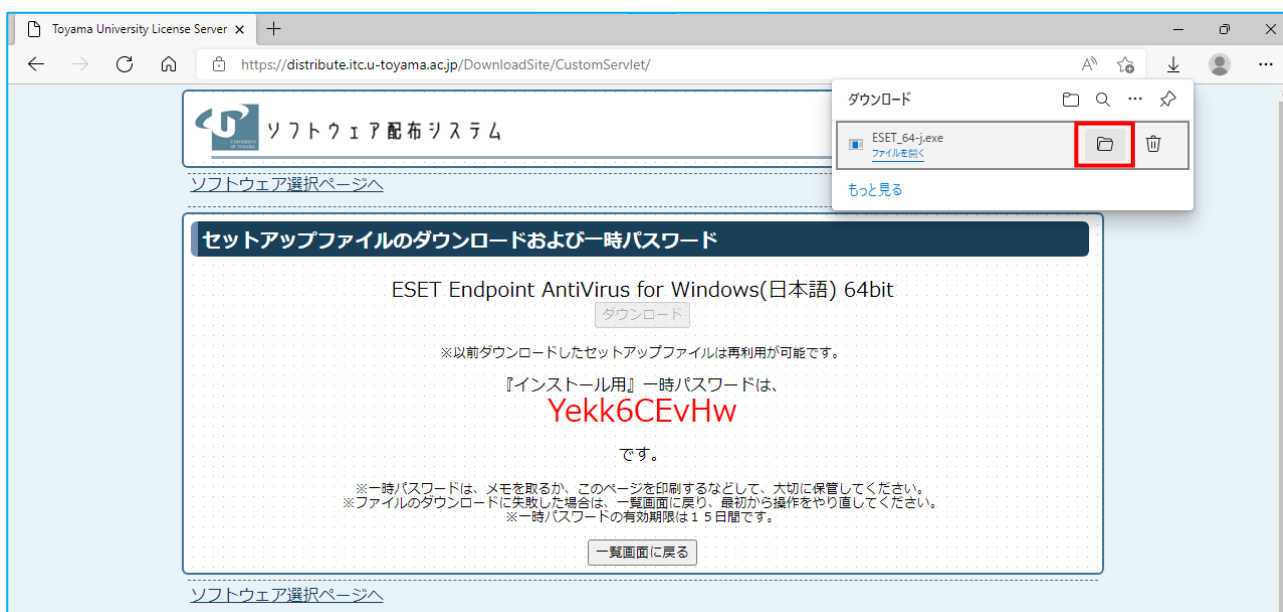 Toyama University License Server
https://distribute.itc.u-toyama.ac.jp/DownloadSite/CustomServlet/
ダウンロード
ESET_64-j.exe
ファイルを開く
もっと見る
UNIVERSITY
OF TOYAMA
ソフトウェア配布システム
ソフトウェア選択ページへ
セットアップファイルのダウンロードおよび一時パスワード
ESET Endpoint AntiVirus for Windows(日本語) 64bit
ダウンロード
※以前ダウンロードしたセットアップファイルは再利用が可能です。
『インストール用』一時パスワードは、
Yekk6CEvHw
です。
※一時パスワードは、メモを取るか、このページを印刷するなどして、大切に保管してください。
※ファイルのダウンロードに失敗した場合は、一覧画面に戻り、最初から操作をやり直してください。
※一時パスワードの有効期限は１５日間です。
一覧画面に戻る
ソフトウェア選択ページへ